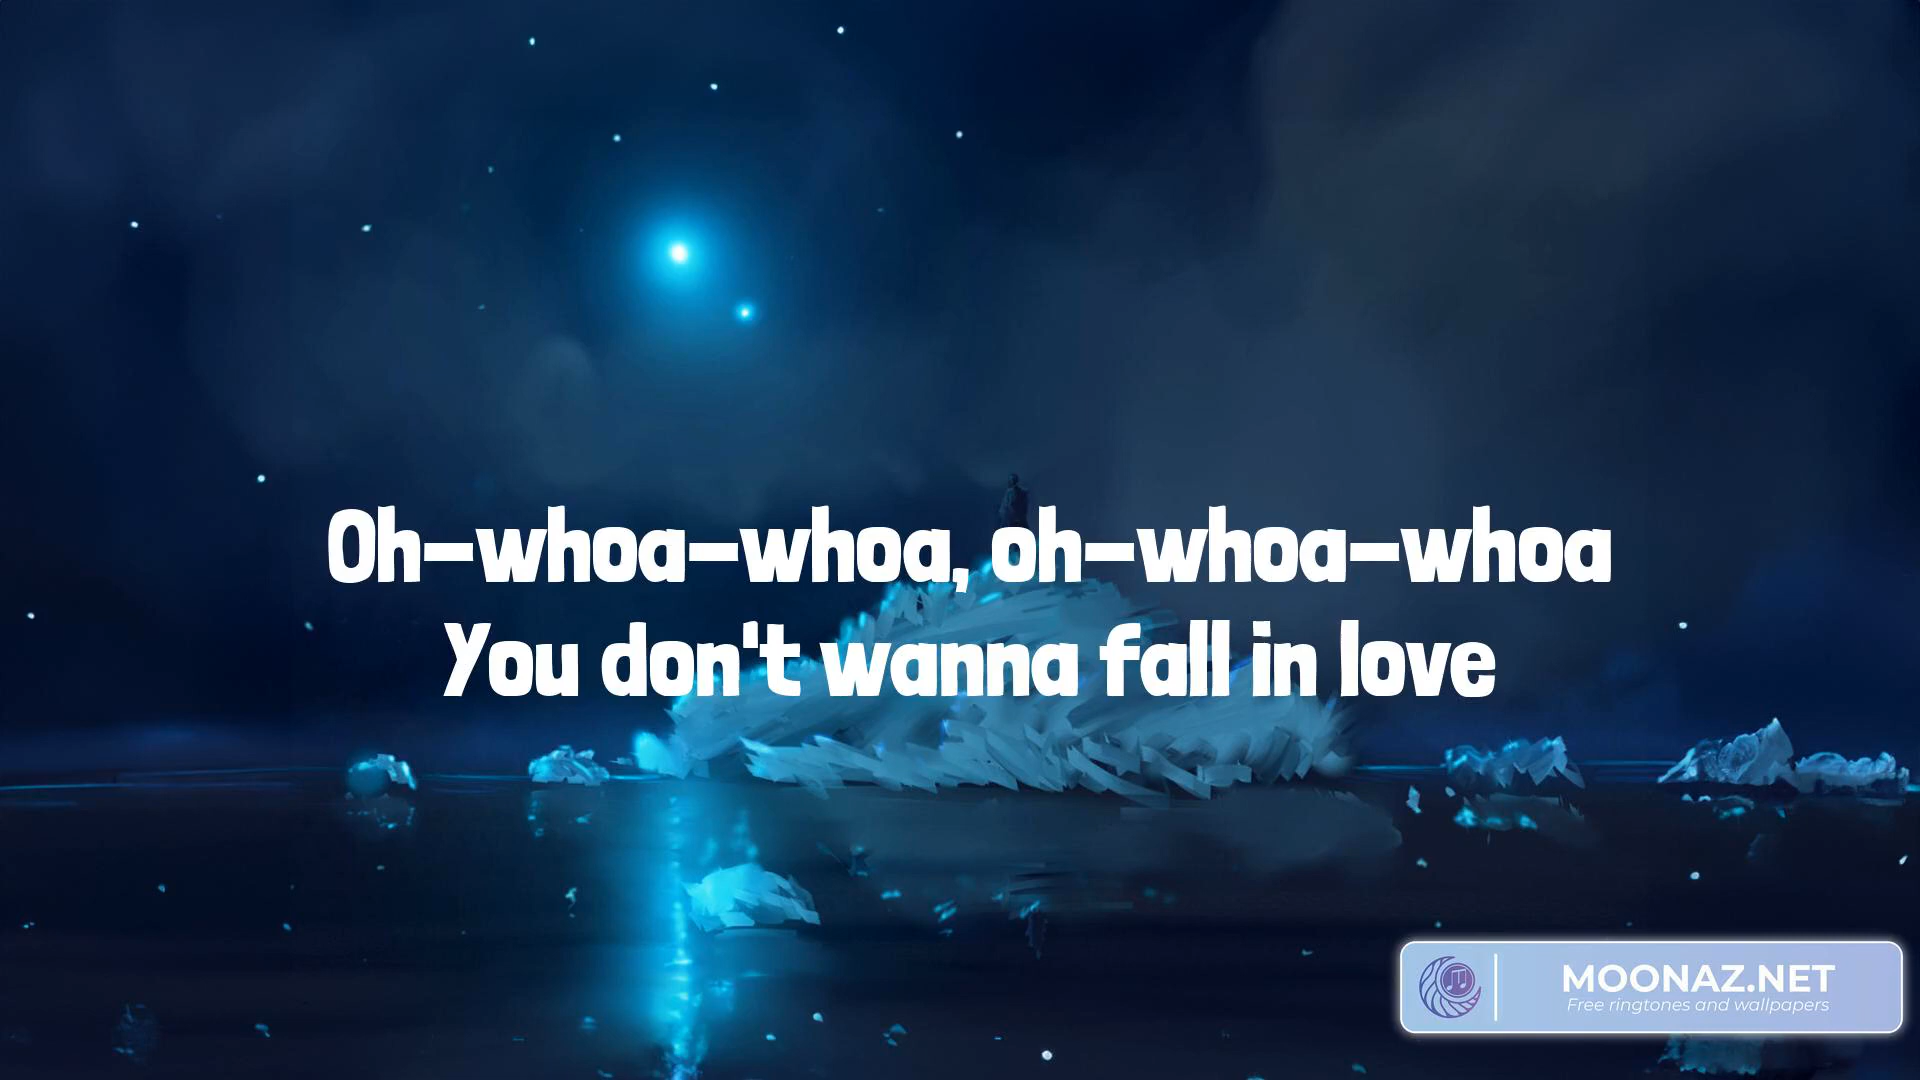 Oh-whoa-whoa, oh-whoa-whoa
You don't wanna fall in love
MOONAZ.NET
Free ringtones and wallpapers